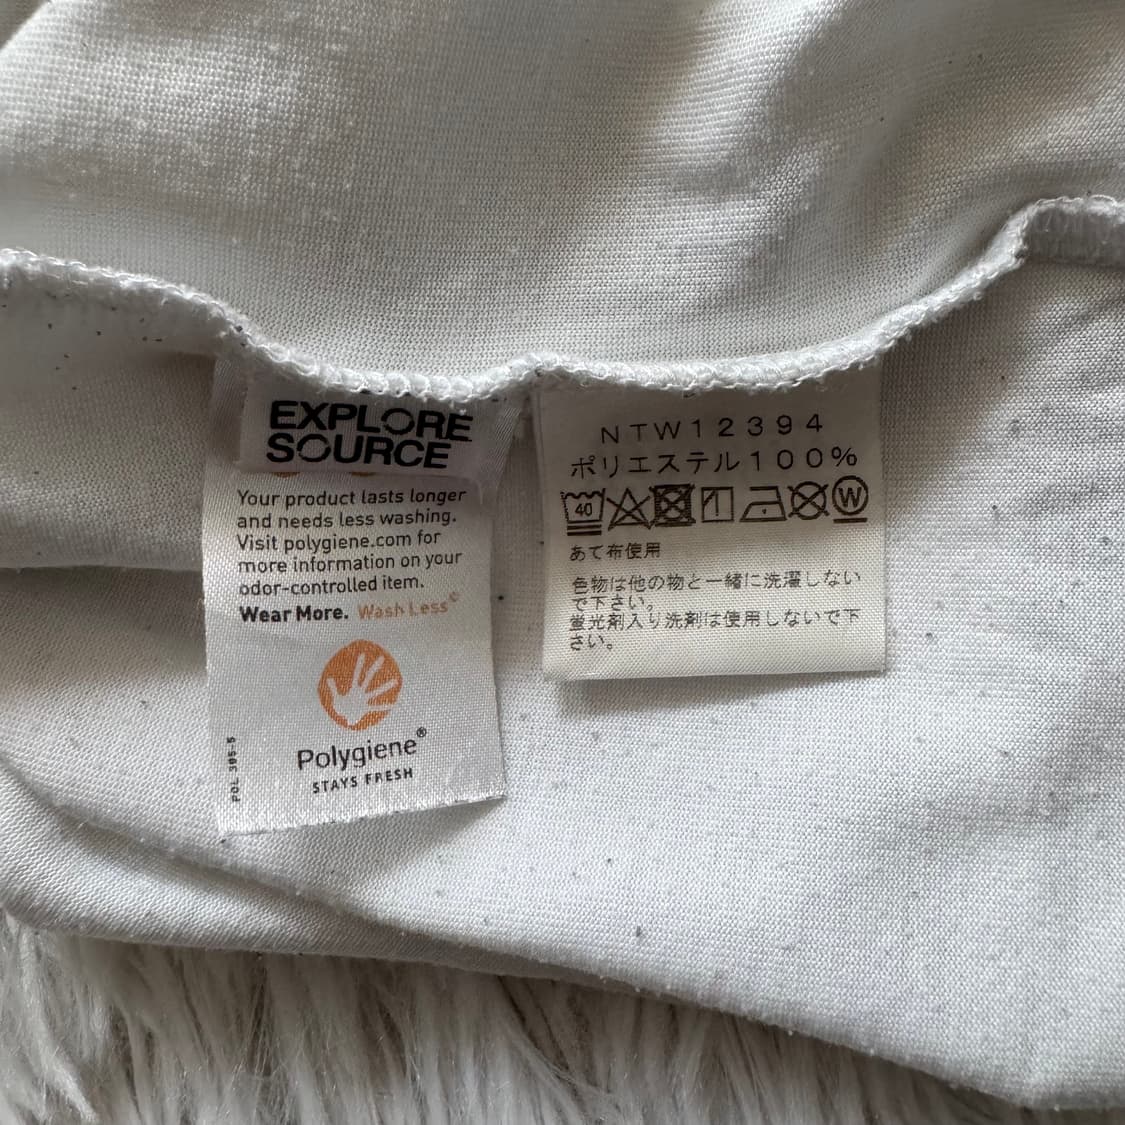 EXPLORE
SOURCE
Your product lasts longer
and needs less washing.
Visit polygiene.com for
more information on your
odor-controlled item.
Wear More. Wash Less©
Polygiene®
STAYS FRESH
POL 305-5
NTW12394
ポリエステル100%
40
W
あて布使用
色物は他の物と一緒に洗濯しない
で下さい。
蛍光剤入り洗剤は使用しないで下
さい。